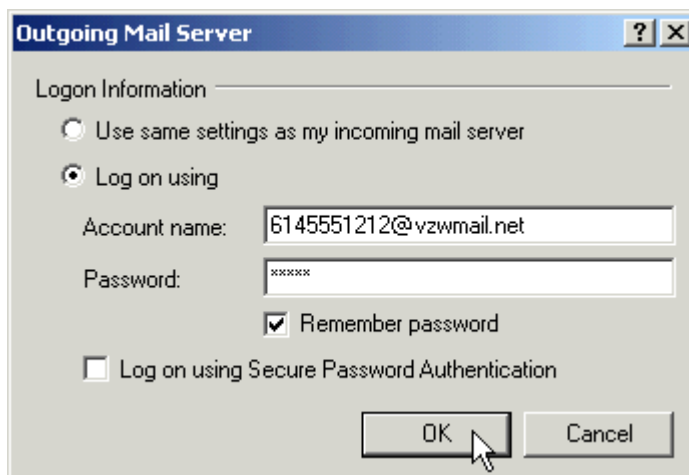 Outgoing Mail Server
Logon Information
Use same settings as my incoming mail server
Log on using
Account name: 6145551212@vzwmail.net
Password: *****
Remember password
Log on using Secure Password Authentication
OK Cancel